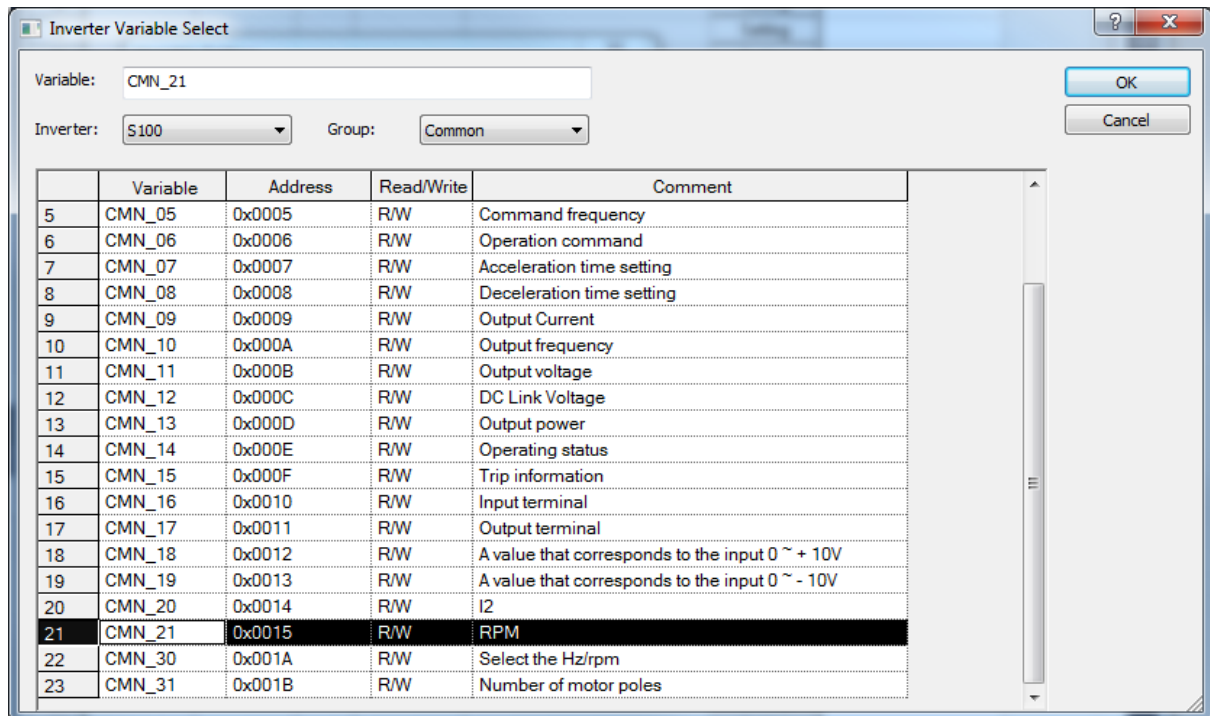 Inverter Variable Select
Variable: CMN_21 OK
Inverter: S100 Group: Common Cancel
Variable Address Read/Write Comment
5 CMN_05 0x0005 R/W Command frequency
6 CMN_06 0x0006 R/W Operation command
7 CMN_07 0x0007 R/W Acceleration time setting
8 CMN_08 0x0008 R/W Deceleration time setting
9 CMN_09 0x0009 R/W Output Current
10 CMN_10 0x000A R/W Output frequency
11 CMN_11 0x000B R/W Output voltage
12 CMN_12 0x000C R/W DC Link Voltage
13 CMN_13 0x000D R/W Output power
14 CMN_14 0x000E R/W Operating status
15 CMN_15 0x000F R/W Trip information
16 CMN_16 0x0010 R/W Input terminal
17 CMN_17 0x0011 R/W Output terminal
18 CMN_18 0x0012 R/W A value that corresponds to the input 0 ~ + 10V
19 CMN_19 0x0013 R/W A value that corresponds to the input 0 ~ - 10V
20 CMN_20 0x0014 R/W I2
21 CMN_21 0x0015 R/W RPM
22 CMN_30 0x001A R/W Select the Hz/rpm
23 CMN_31 0x001B R/W Number of motor poles